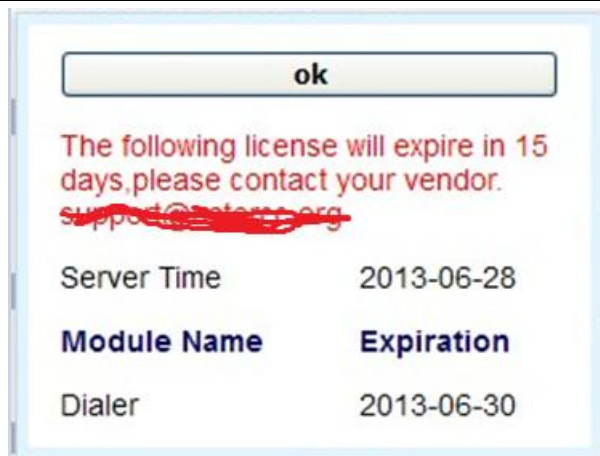 ok
The following license will expire in 15
days,please contact your vendor.
Server Time 2013-06-28
Module Name Expiration
Dialer 2013-06-30